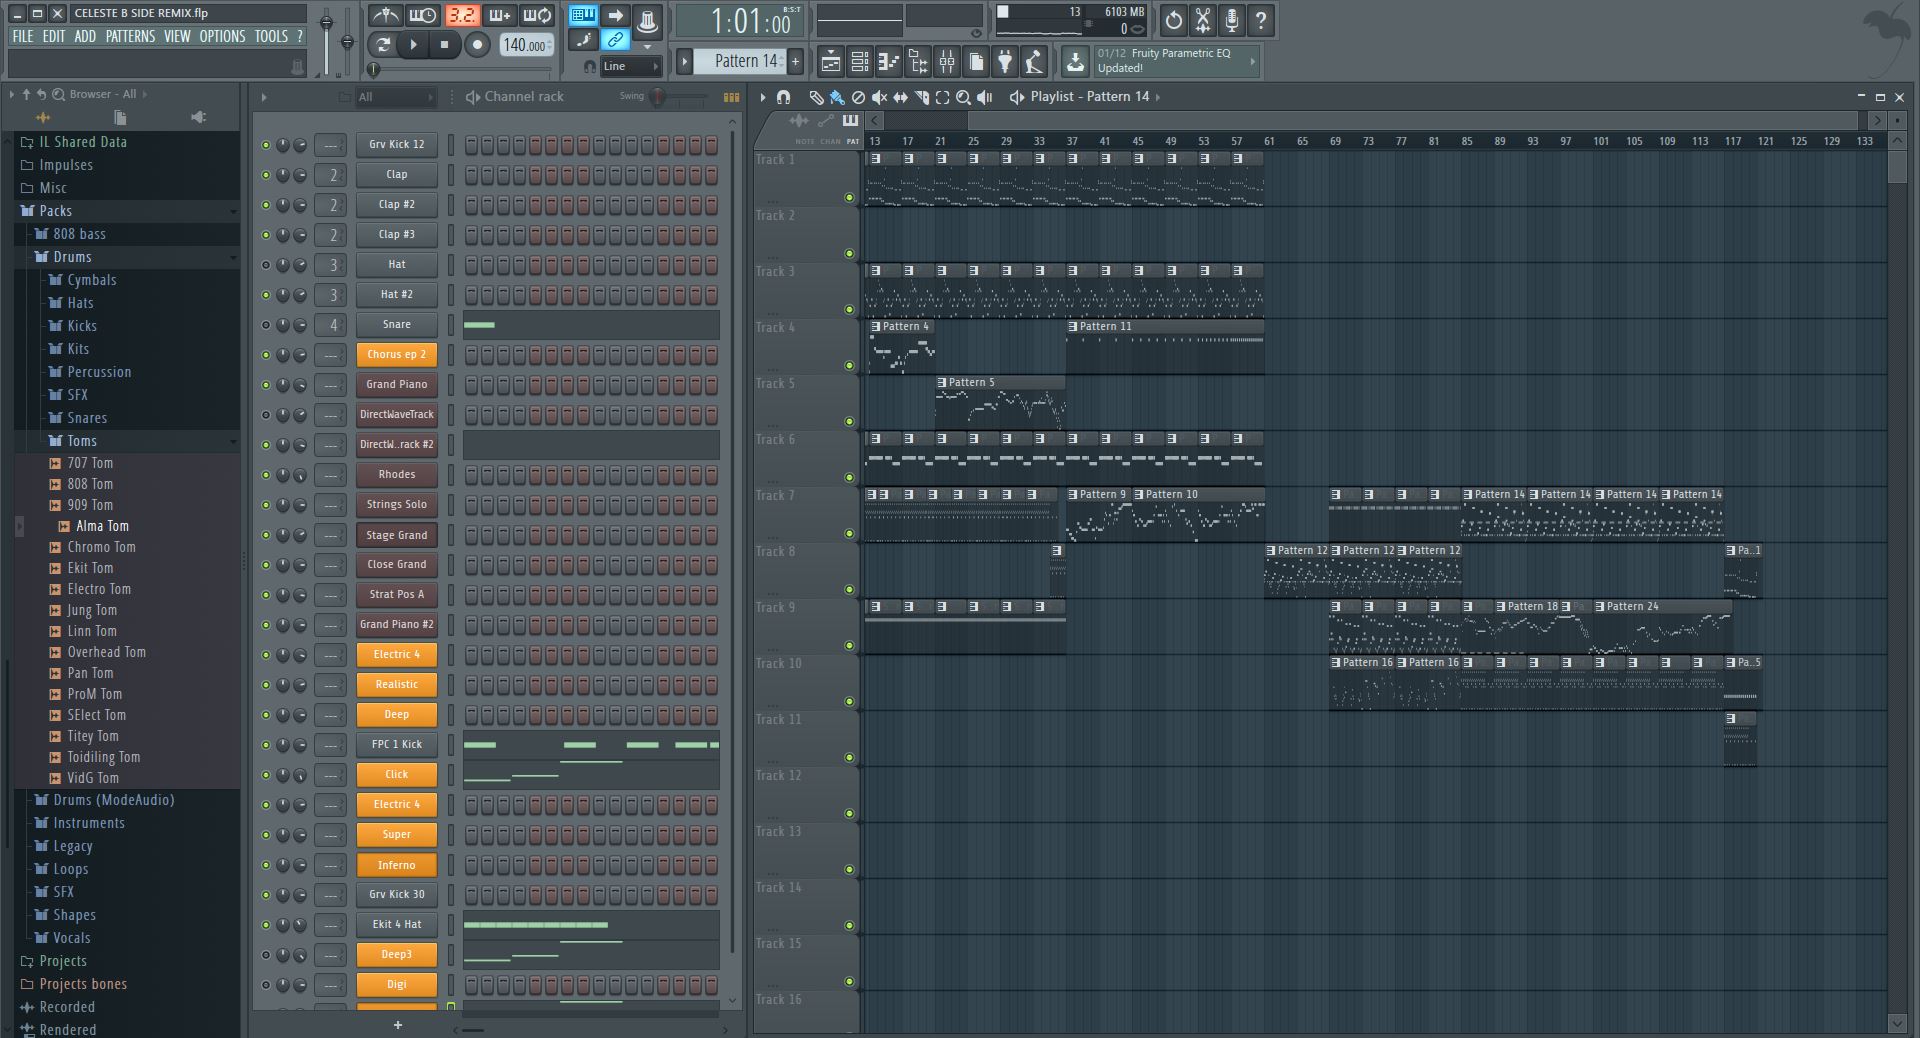 CELESTE B SIDE REMIX.flp
FILE EDIT ADD PATTERNS VIEW OPTIONS TOOLS ?
3.2
140.000
Line
1:01:00
B:S:T
Pattern 14
13
6103 MB
0
01/12 Fruity Parametric EQ
Updated!
Browser - All
IL Shared Data
Impulses
Misc
Packs
808 bass
Drums
Cymbals
Hats
Kicks
Kits
Percussion
SFX
Snares
Toms
707 Tom
808 Tom
909 Tom
Alma Tom
Chromo Tom
Ekit Tom
Electro Tom
Jung Tom
Linn Tom
Overhead Tom
Pan Tom
ProM Tom
SElect Tom
Titey Tom
Toidiling Tom
VidG Tom
Drums (ModeAudio)
Instruments
Legacy
Loops
SFX
Shapes
Vocals
Projects
Projects bones
Recorded
Rendered
All
Channel rack
Swing
--- Grv Kick 12
2 Clap
2 Clap #2
2 Clap #3
3 Hat
3 Hat #2
4 Snare
--- Chorus ep 2
--- Grand Piano
--- DirectWaveTrack
--- DirectW..rack #2
--- Rhodes
--- Strings Solo
--- Stage Grand
--- Close Grand
--- Strat Pos A
--- Grand Piano #2
--- Electric 4
--- Realistic
--- Deep
--- FPC 1 Kick
--- Click
--- Electric 4
--- Super
--- Inferno
--- Grv Kick 30
--- Ekit 4 Hat
--- Deep3
--- Digi
+
Playlist - Pattern 14
NOTE CHAN PAT
13 17 21 25 29 33 37 41 45 49 53 57 61 65 69 73 77 81 85 89 93 97 101 105 109 113 117 121 125 129 133
Track 1
Track 2
Track 3
Track 4
Pattern 4 Pattern 11
Track 5
Pattern 5
Track 6
Track 7
Pattern 9 Pattern 10 Pattern 14 Pattern 14 Pattern 14 Pattern 14
Track 8
Pattern 12 Pattern 12 Pattern 12 Pa..1
Track 9
Pattern 18 Pattern 24
Track 10
Pattern 16 Pattern 16 Pa..5
Track 11
Track 12
Track 13
Track 14
Track 15
Track 16